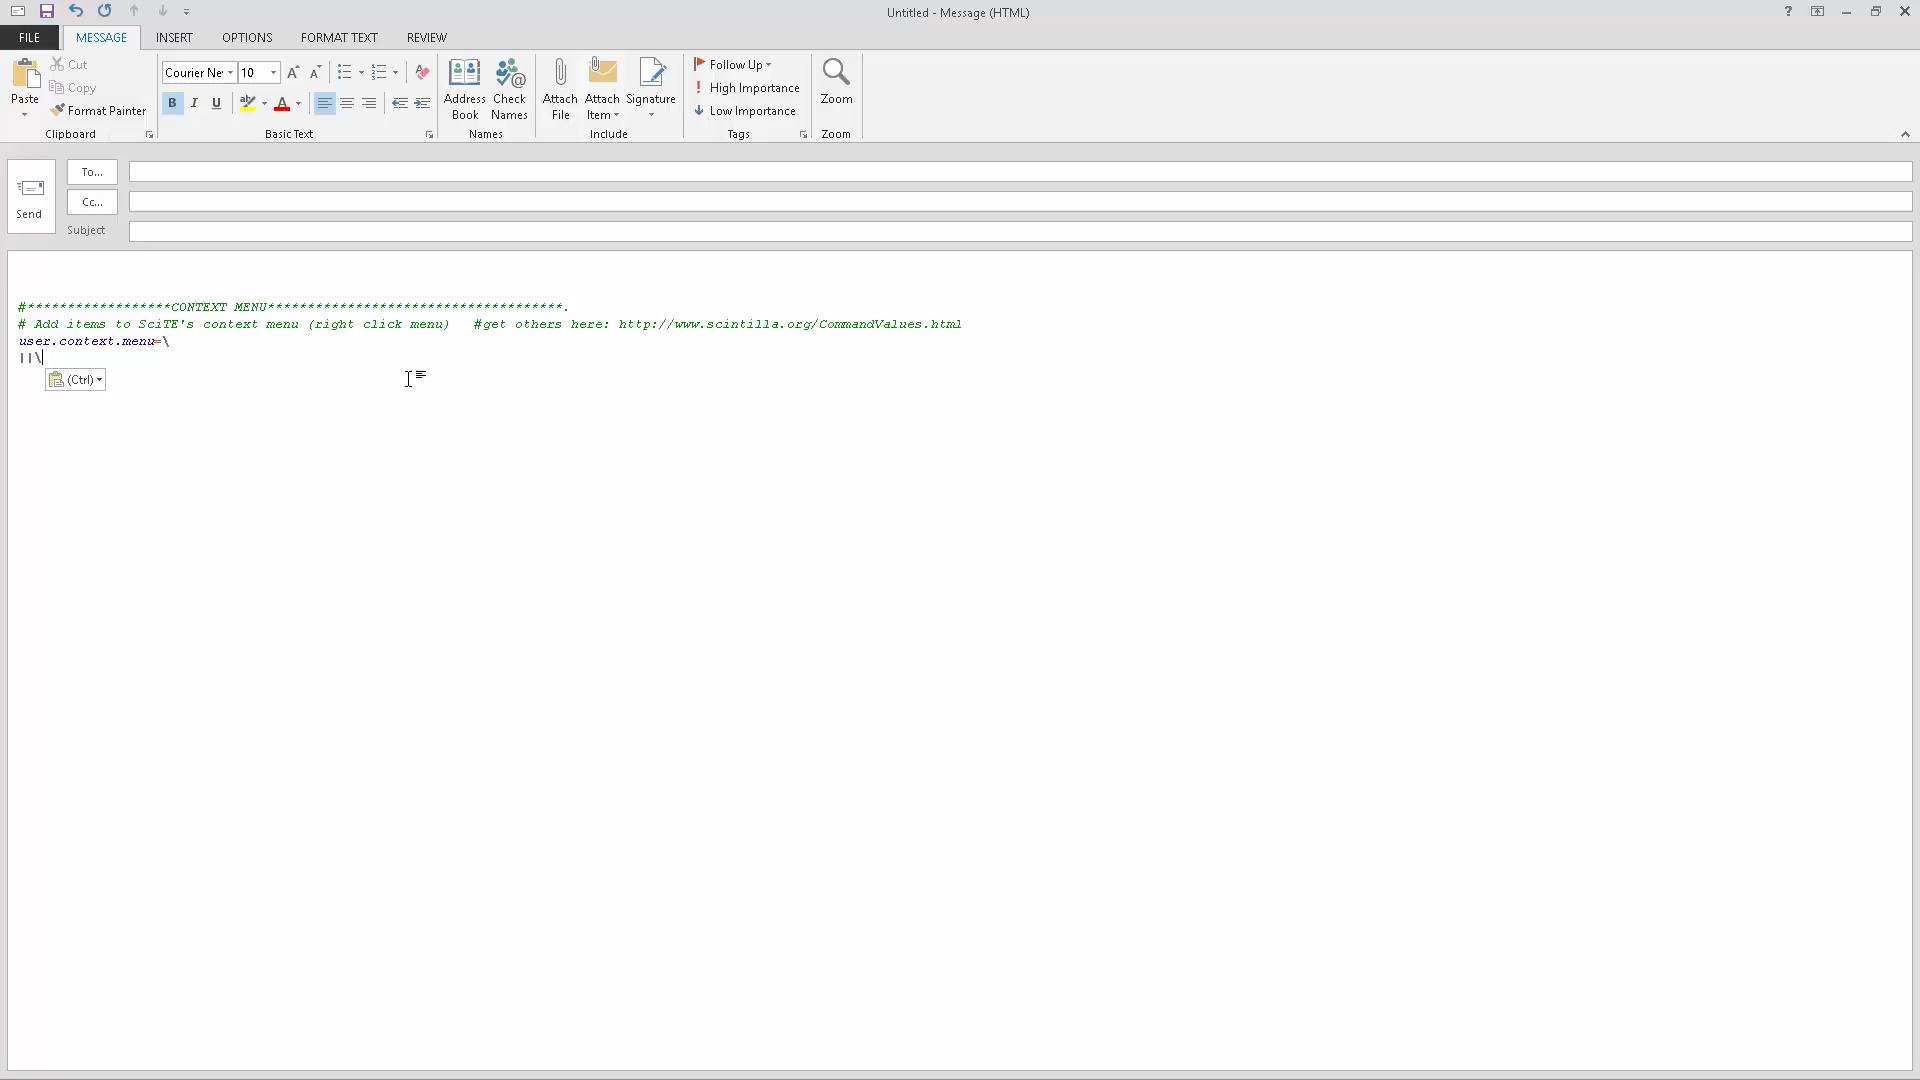 Untitled - Message (HTML)
?
FILE MESSAGE INSERT OPTIONS FORMAT TEXT REVIEW
Paste
Cut
Copy
Format Painter
Clipboard
Courier Ne 10
B I U A
Basic Text
Address Book
Check Names
Names
Attach File
Attach Item
Signature
Include
Follow Up
High Importance
Low Importance
Tags
Zoom
Zoom
Send
To...
Cc...
Subject
#******************CONTEXT MENU*************************************.
# Add items to SciTE's context menu (right click menu)   #get others here: http://www.scintilla.org/CommandValues.html
user.context.menu=\
||\
(Ctrl)